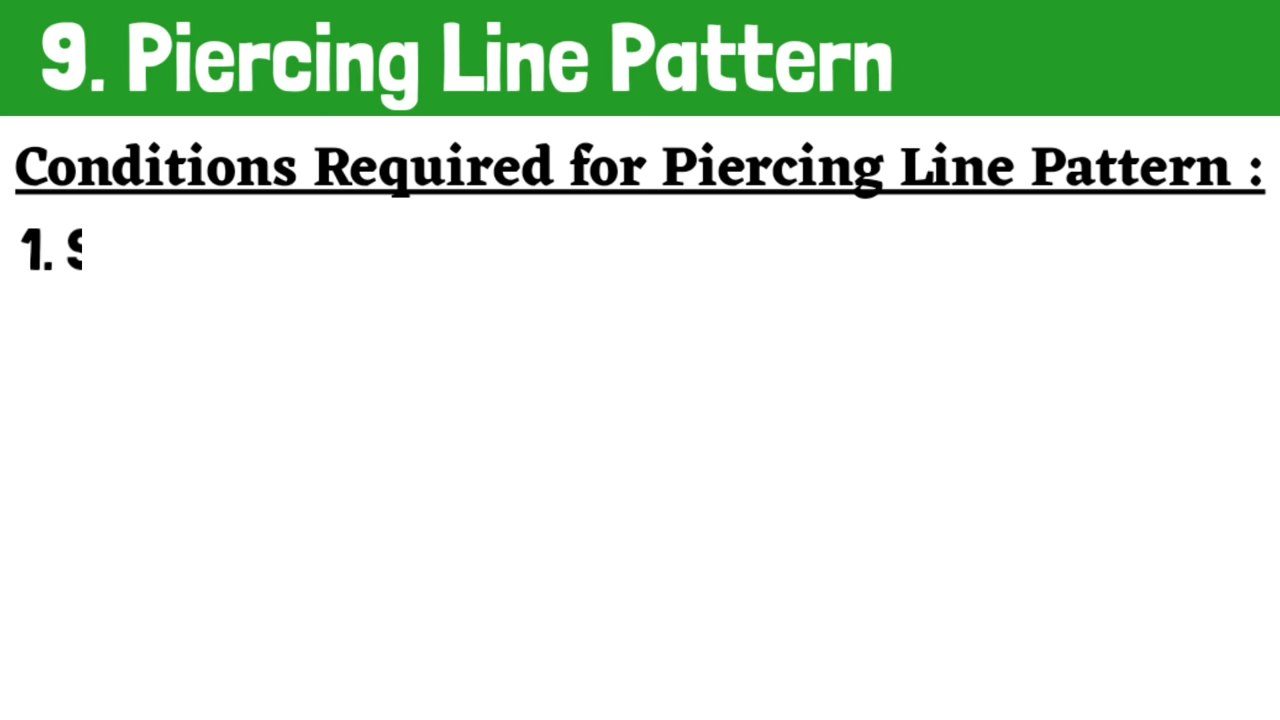 9. Piercing Line Pattern
Conditions Required for Piercing Line Pattern :
1.